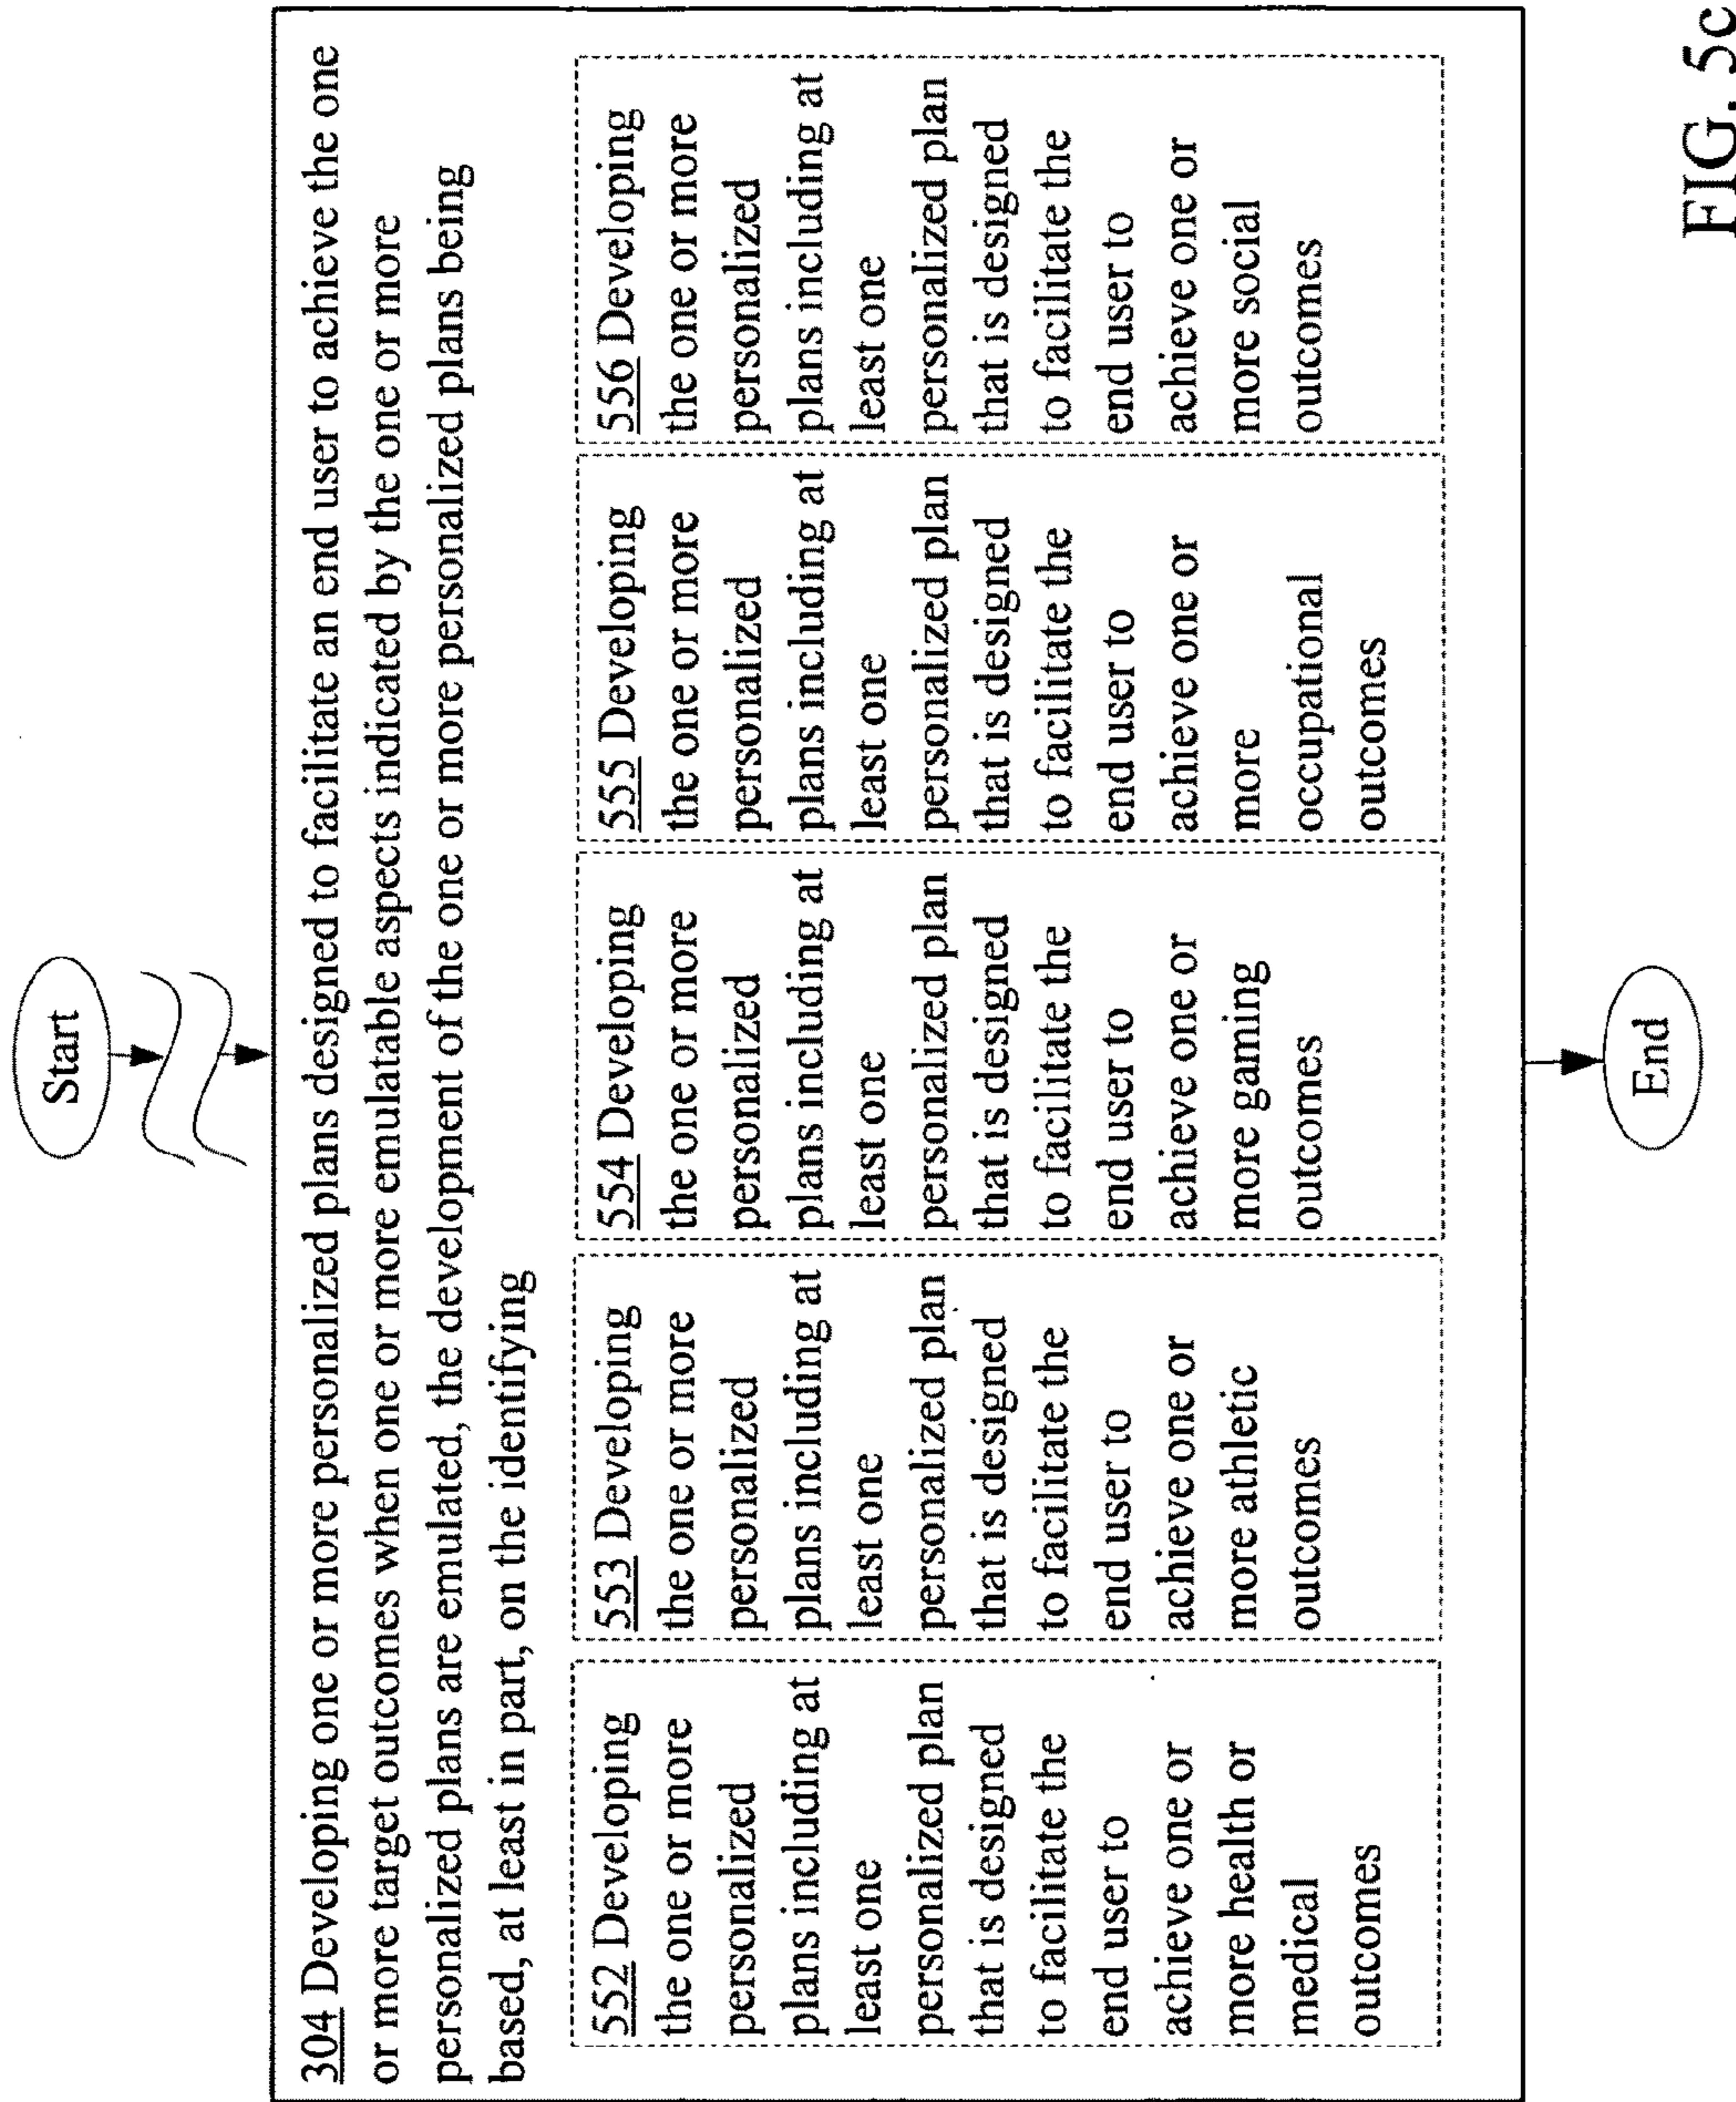 Start
304 Developing one or more personalized plans designed to facilitate an end user to achieve the one
or more target outcomes when one or more emulatable aspects indicated by the one or more
personalized plans are emulated, the development of the one or more personalized plans being
based, at least in part, on the identifying
552 Developing
the one or more
personalized
plans including at
least one
personalized plan
that is designed
to facilitate the
end user to
achieve one or
more health or
medical
outcomes
553 Developing
the one or more
personalized
plans including at
least one
personalized plan
that is designed
to facilitate the
end user to
achieve one or
more athletic
outcomes
554 Developing
the one or more
personalized
plans including at
least one
personalized plan
that is designed
to facilitate the
end user to
achieve one or
more gaming
outcomes
555 Developing
the one or more
personalized
plans including at
least one
personalized plan
that is designed
to facilitate the
end user to
achieve one or
more
occupational
outcomes
556 Developing
the one or more
personalized
plans including at
least one
personalized plan
that is designed
to facilitate the
end user to
achieve one or
more social
outcomes
End
FIG. 5c